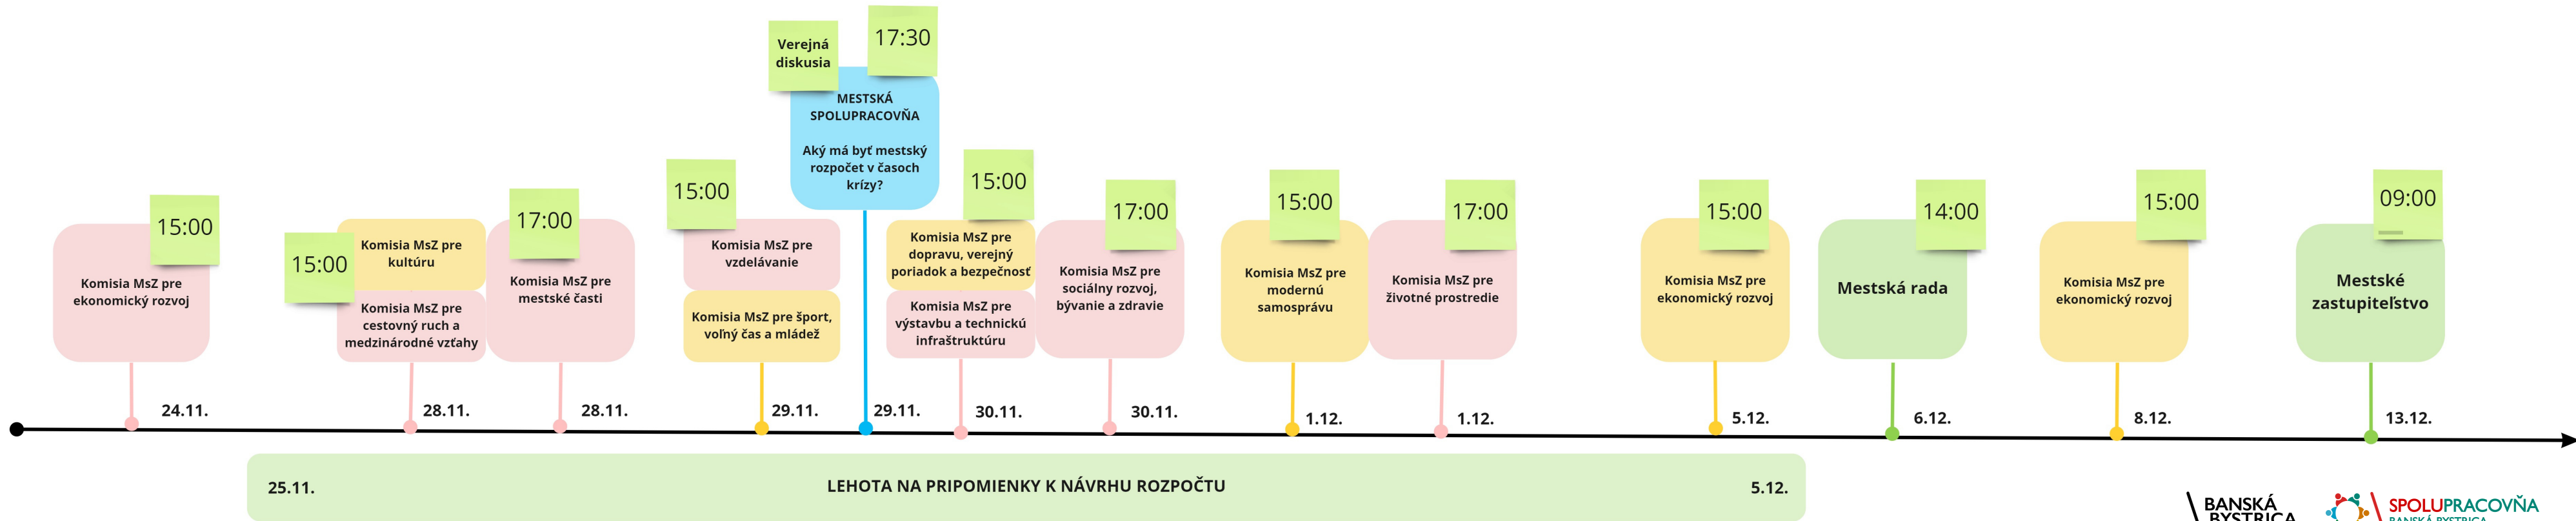 15:00
Komisia MsZ pre
ekonomický rozvoj
24.11.
15:00
Komisia MsZ pre
kultúru
Komisia MsZ pre
cestovný ruch a
medzinárodné vzťahy
28.11.
17:00
Komisia MsZ pre
mestské časti
28.11.
15:00
Komisia MsZ pre
vzdelávanie
Komisia MsZ pre šport,
voľný čas a mládež
29.11.
Verejná
diskusia
17:30
MESTSKÁ
SPOLUPRACOVŇA
Aký má byť mestský
rozpočet v časoch
krízy?
29.11.
15:00
Komisia MsZ pre
dopravu, verejný
poriadok a bezpečnosť
Komisia MsZ pre
výstavbu a technickú
infraštruktúru
30.11.
17:00
Komisia MsZ pre
sociálny rozvoj,
bývanie a zdravie
30.11.
15:00
Komisia MsZ pre
modernú
samosprávu
1.12.
17:00
Komisia MsZ pre
životné prostredie
1.12.
15:00
Komisia MsZ pre
ekonomický rozvoj
5.12.
14:00
Mestská rada
6.12.
15:00
Komisia MsZ pre
ekonomický rozvoj
8.12.
09:00
Mestské
zastupiteľstvo
13.12.
25.11.
LEHOTA NA PRIPOMIENKY K NÁVRHU ROZPOČTU
5.12.
BANSKÁ
BYSTRICA
SPOLUPRACOVŇA
BANSKÁ BYSTRICA